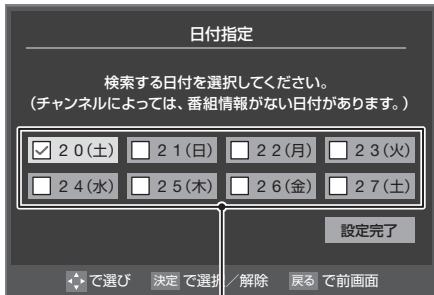 日付指定
検索する日付を選択してください。
(チャンネルによっては、番組情報がない日付があります。)
20(土) 21(日) 22(月) 23(火)
24(水) 25(木) 26(金) 27(土)
設定完了
で選び 決定 で選択／解除 戻る で前画面